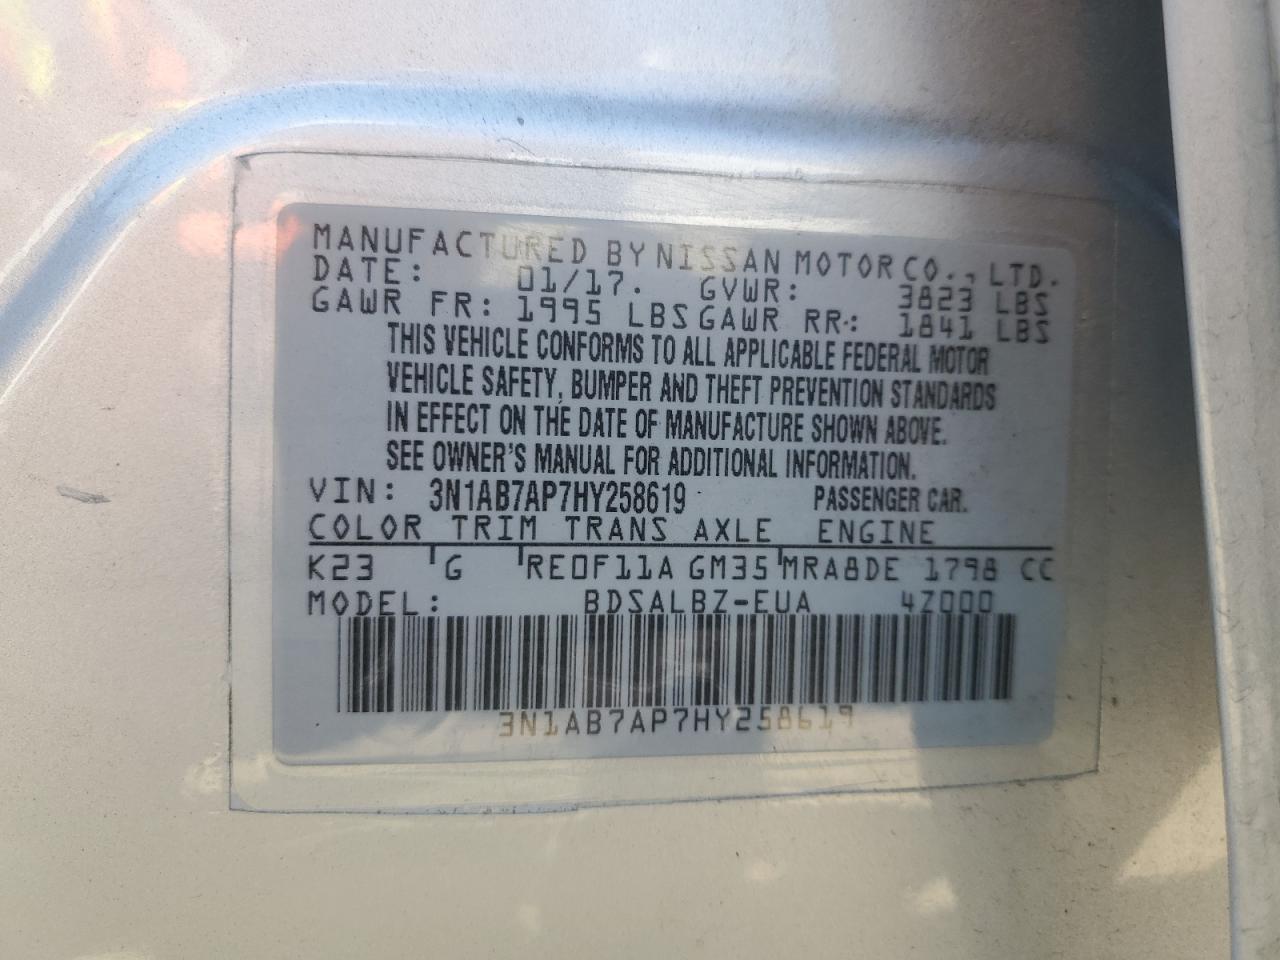 MANUFACTURED BY NISSAN MOTOR CO., LTD.
DATE: 01/17. GVWR: 3823 LBS
GAWR FR: 1995 LBS GAWR RR: 1841 LBS
THIS VEHICLE CONFORMS TO ALL APPLICABLE FEDERAL MOTOR
VEHICLE SAFETY, BUMPER AND THEFT PREVENTION STANDARDS
IN EFFECT ON THE DATE OF MANUFACTURE SHOWN ABOVE.
SEE OWNER'S MANUAL FOR ADDITIONAL INFORMATION.
VIN: 3N1AB7AP7HY258619 PASSENGER CAR.
COLOR TRIM TRANS AXLE ENGINE
K23 G RE0F11A GM35 MRA8DE 1798 CC
MODEL: BDSALBZ-EUA 4Z000
3N1AB7AP7HY258619